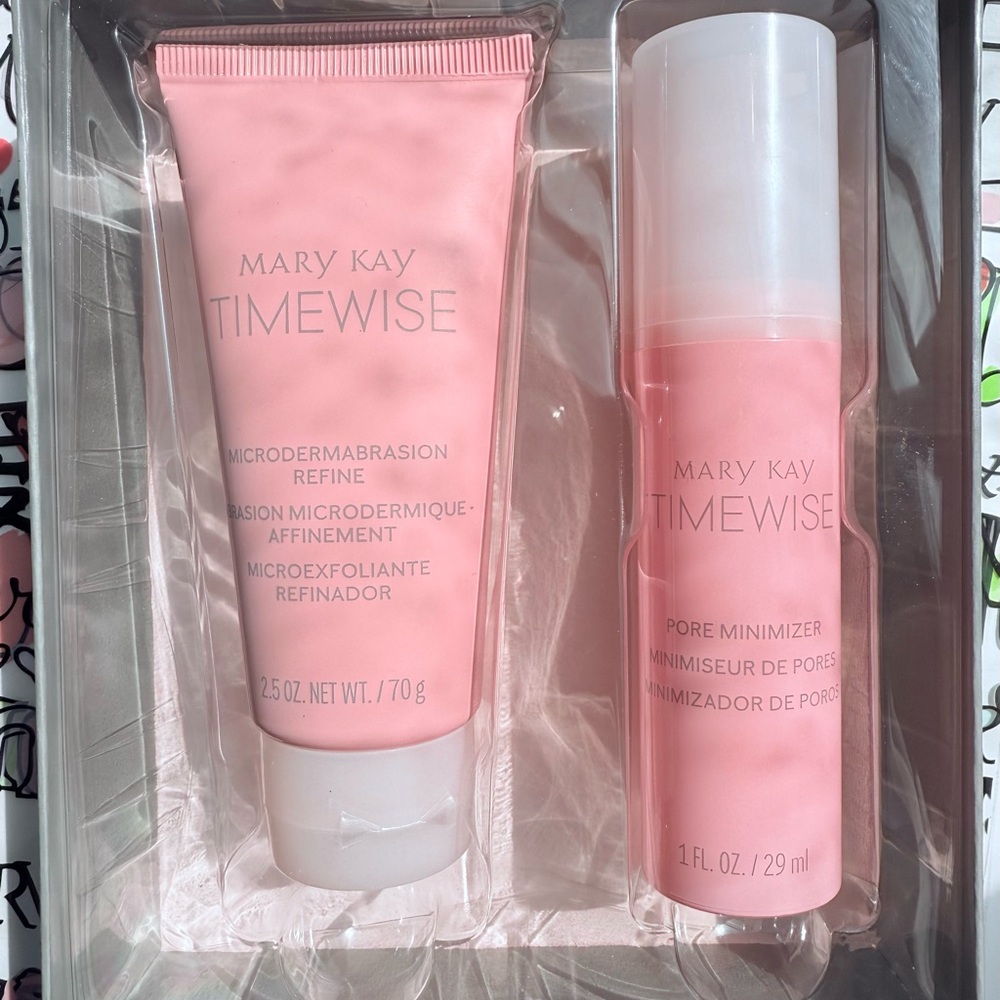 MARY KAY
TIMEWISE
MICRODERMABRASION
REFINE
MICRODERMIQUE -
AFFINEMENT
MICROEXFOLIANTE
REFINADOR
2.5 OZ. NET WT. / 70 g
MARY KAY
TIMEWISE
PORE MINIMIZER
MINIMISEUR DE PORES
MINIMIZADOR DE POROS
1 FL. OZ. / 29 ml